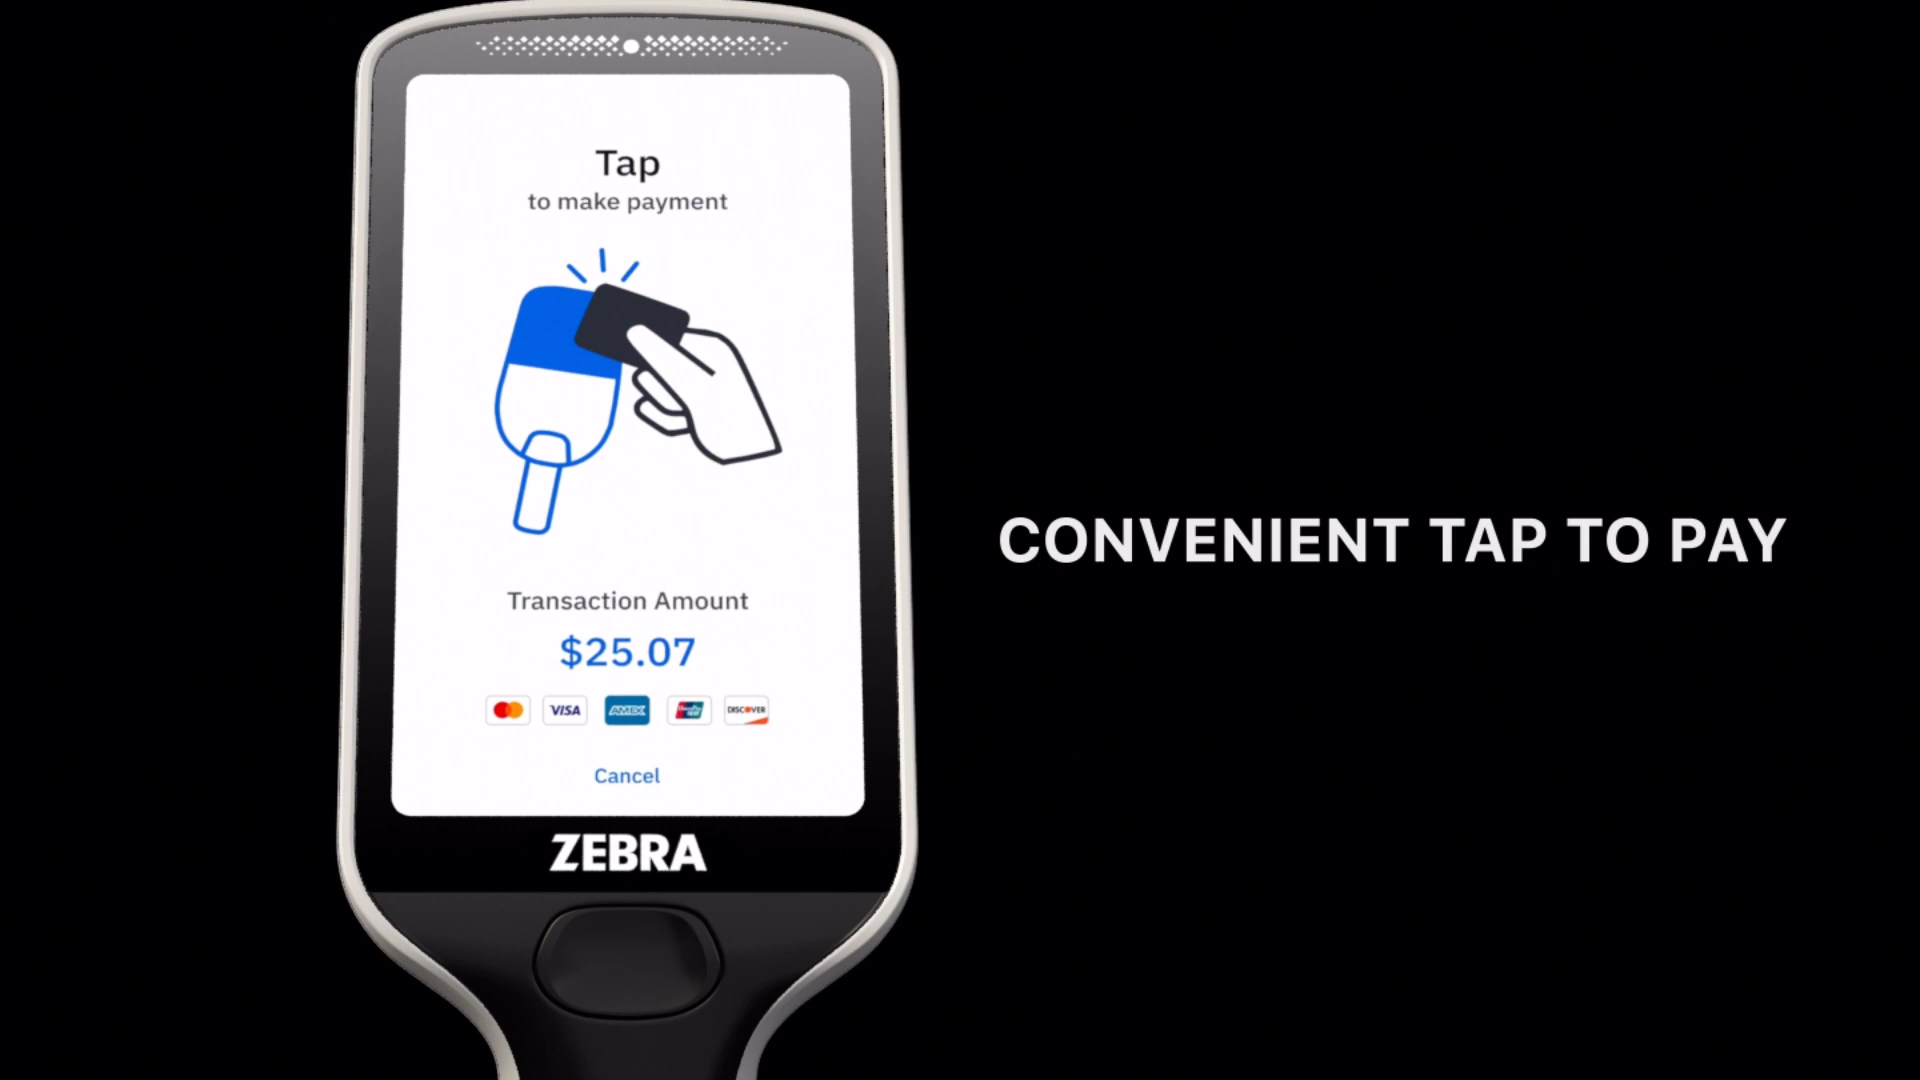 Tap
to make payment
Transaction Amount
$25.07
VISA
AMEX
DISCOVER
Cancel
ZEBRA
CONVENIENT TAP TO PAY